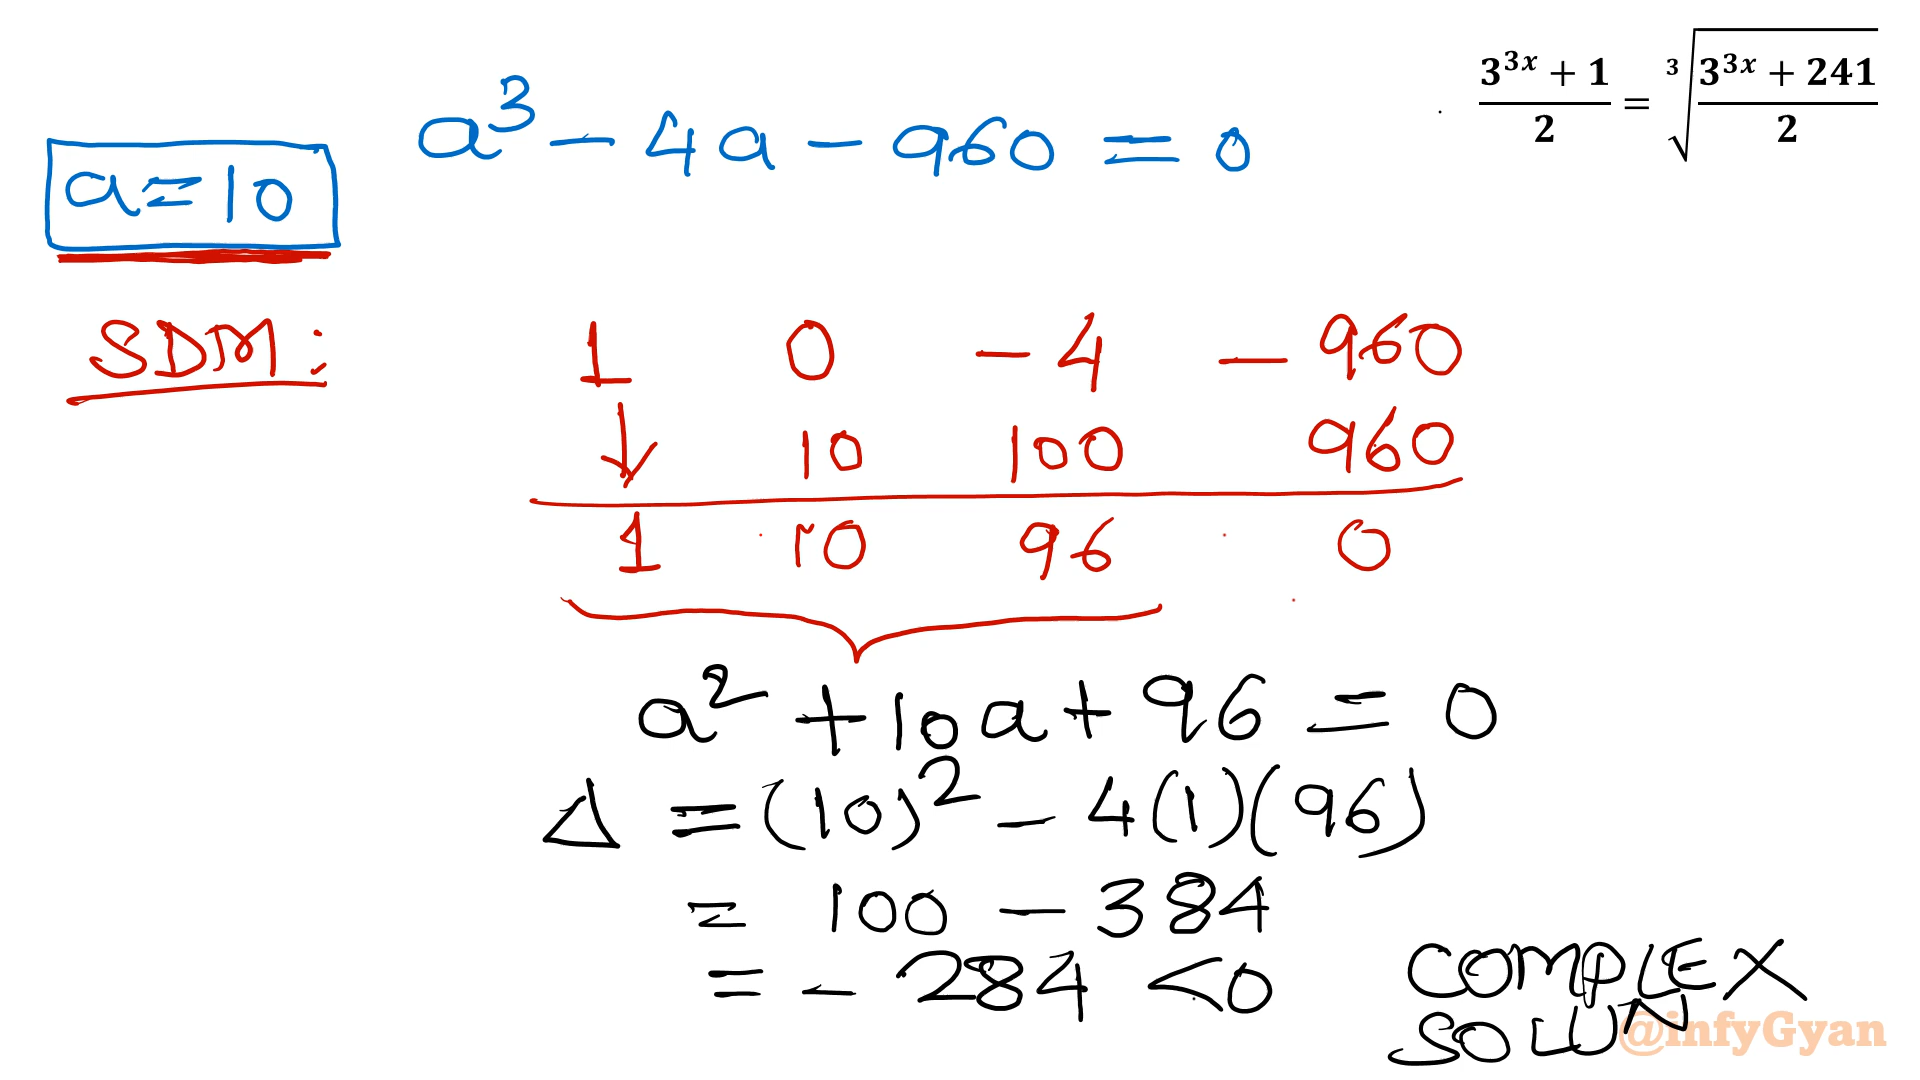 a³ - 4a - 960 = 0
(3^{3x} + 1)/2 = ∛((3^{3x} + 241)/2)
a = 10
SDM:
1 0 -4 -960
↓ 10 100 960
1 10 96 0
a² + 10a + 96 = 0
Δ = (10)² - 4(1)(96)
= 100 - 384
= - 284 < 0
COMPLEX
SOLUN
@infyGyan